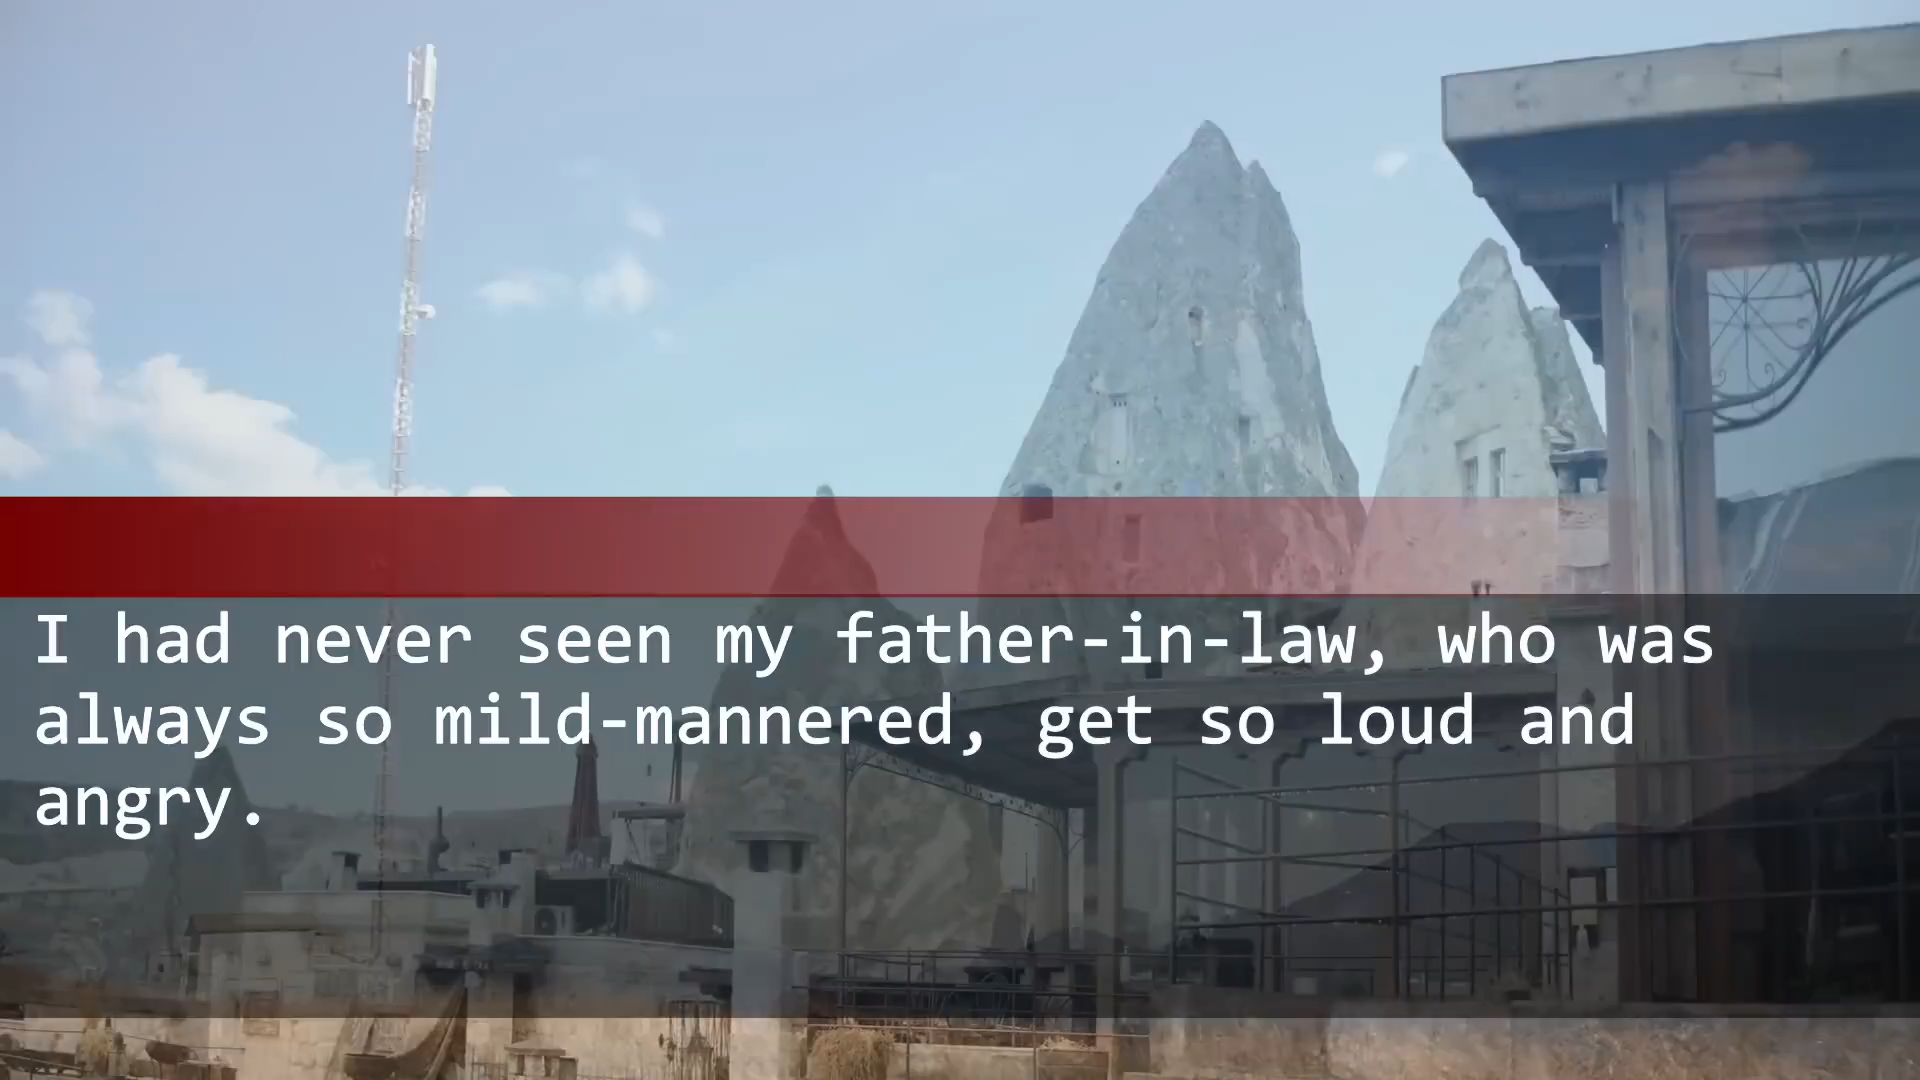 I had never seen my father-in-law, who was
always so mild-mannered, get so loud and
angry.